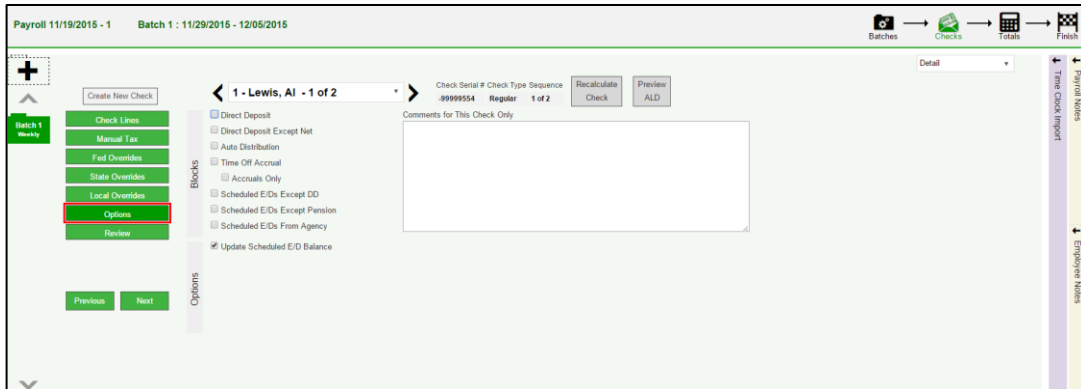 Payroll 11/19/2015 - 1 Batch 1 : 11/29/2015 - 12/05/2015
Batches
Checks
Totals
Finish
Detail
Create New Check
1 - Lewis, Al - 1 of 2
Check Serial # Check Type Sequence
-99999554 Regular 1 of 2
Recalculate
Check
Preview
ALD
Batch 1
Weekly
Check Lines
Manual Tax
Fed Overrides
State Overrides
Local Overrides
Options
Review
Previous
Next
Blocks
Direct Deposit
Direct Deposit Except Net
Auto Distribution
Time Off Accrual
Accruals Only
Scheduled E/Ds Except DD
Scheduled E/Ds Except Pension
Scheduled E/Ds From Agency
Options
Update Scheduled E/D Balance
Comments for This Check Only
Time Clock Import
Payroll Notes
Employee Notes